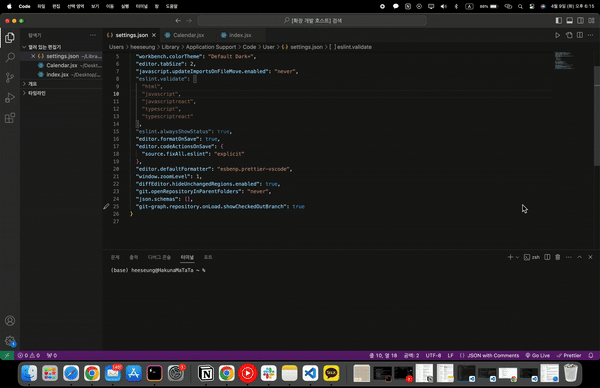 Code 파일 편집 선택 영역 보기 이동 실행 터미널 창 도움말
4월 9일 (화) 오후 6:15
[확장 개발 호스트] 검색
탐색기
열려 있는 편집기
settings.json ~/Libra...
Calendar.jsx ~/Deskt...
index.jsx ~/Desktop/...
개요
타임라인
settings.json
Calendar.jsx
index.jsx
Users > heeseung > Library > Application Support > Code > User > settings.json > [ ] eslint.validate
5 "workbench.colorTheme": "Default Dark+",
6 "editor.tabSize": 2,
7 "javascript.updateImportsOnFileMove.enabled": "never",
8 "eslint.validate": [
9 "html",
10 "javascript",
11 "javascriptreact",
12 "typescript",
13 "typescriptreact"
14 ],
15 "eslint.alwaysShowStatus": true,
16 "editor.formatOnSave": true,
17 "editor.codeActionsOnSave": {
18 "source.fixAll.eslint": "explicit"
19 },
20 "editor.defaultFormatter": "esbenp.prettier-vscode",
21 "window.zoomLevel": 1,
22 "diffEditor.hideUnchangedRegions.enabled": true,
23 "git.openRepositoryInParentFolders": "never",
24 "json.schemas": [],
25 "git-graph.repository.onLoad.showCheckedOutBranch": true
26 }
27
문제 출력 디버그 콘솔 터미널 포트
zsh
(base) heeseung@HakunaMaTaTa ~ %
0 0 0
줄 10, 열 18 공백: 2 UTF-8 LF {} JSON with Comments Go Live Prettier